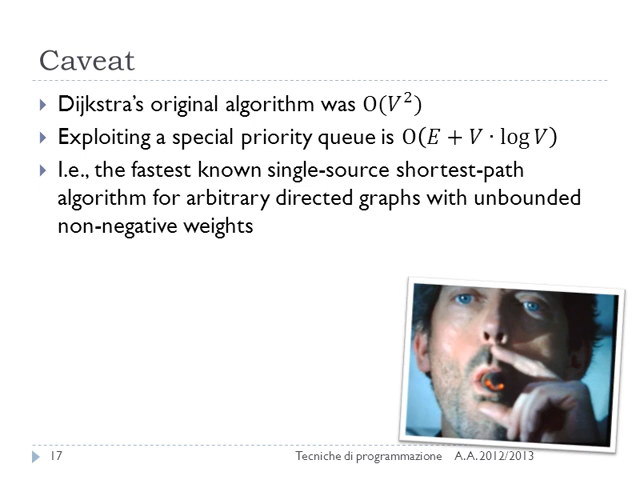 Caveat
Dijkstra's original algorithm was O(V²)
Exploiting a special priority queue is O(E + V · log V)
I.e., the fastest known single-source shortest-path
algorithm for arbitrary directed graphs with unbounded
non-negative weights
17 Tecniche di programmazione A.A. 2012/2013